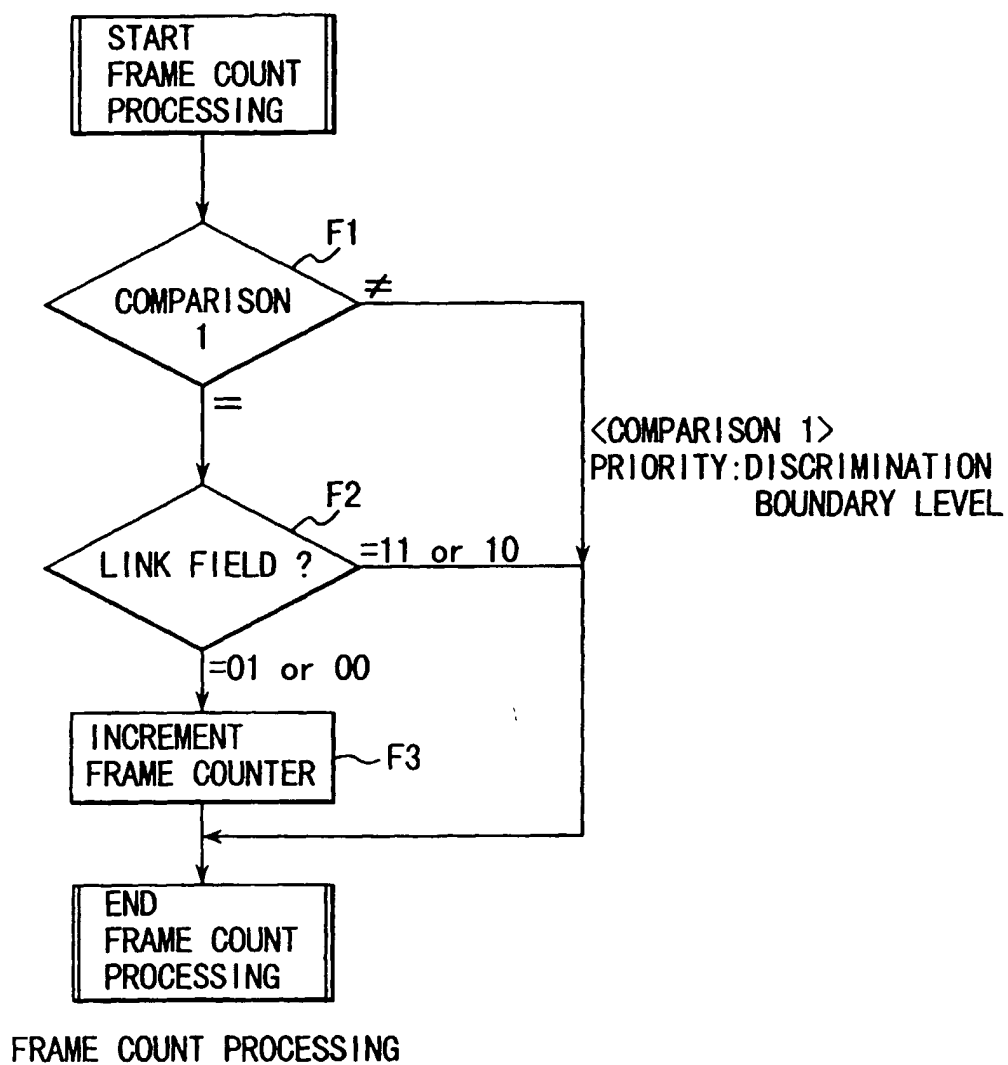 START
FRAME COUNT
PROCESSING
F1
COMPARISON
1
≠
=
<COMPARISON 1>
PRIORITY:DISCRIMINATION
BOUNDARY LEVEL
F2
LINK FIELD ?
=11 or 10
=01 or 00
INCREMENT
FRAME COUNTER
F3
END
FRAME COUNT
PROCESSING
FRAME COUNT PROCESSING